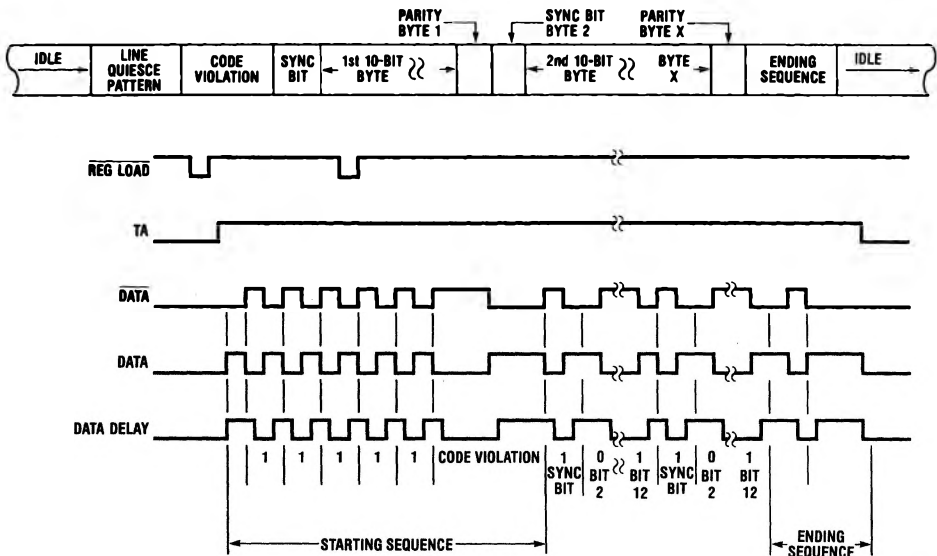 PARITY
BYTE 1
SYNC BIT
BYTE 2
PARITY
BYTE X
IDLE
LINE
QUIESCE
PATTERN
CODE
VIOLATION
SYNC
BIT
1st 10-BIT
BYTE
2nd 10-BIT
BYTE
BYTE
X
ENDING
SEQUENCE
IDLE
REG LOAD
TA
DATA
DATA
DATA DELAY
1 1 1 1 1 CODE VIOLATION 1 0 1 1 0 1
SYNC BIT BIT SYNC BIT BIT
BIT 2 12 BIT 2 12
STARTING SEQUENCE
ENDING
SEQUENCE